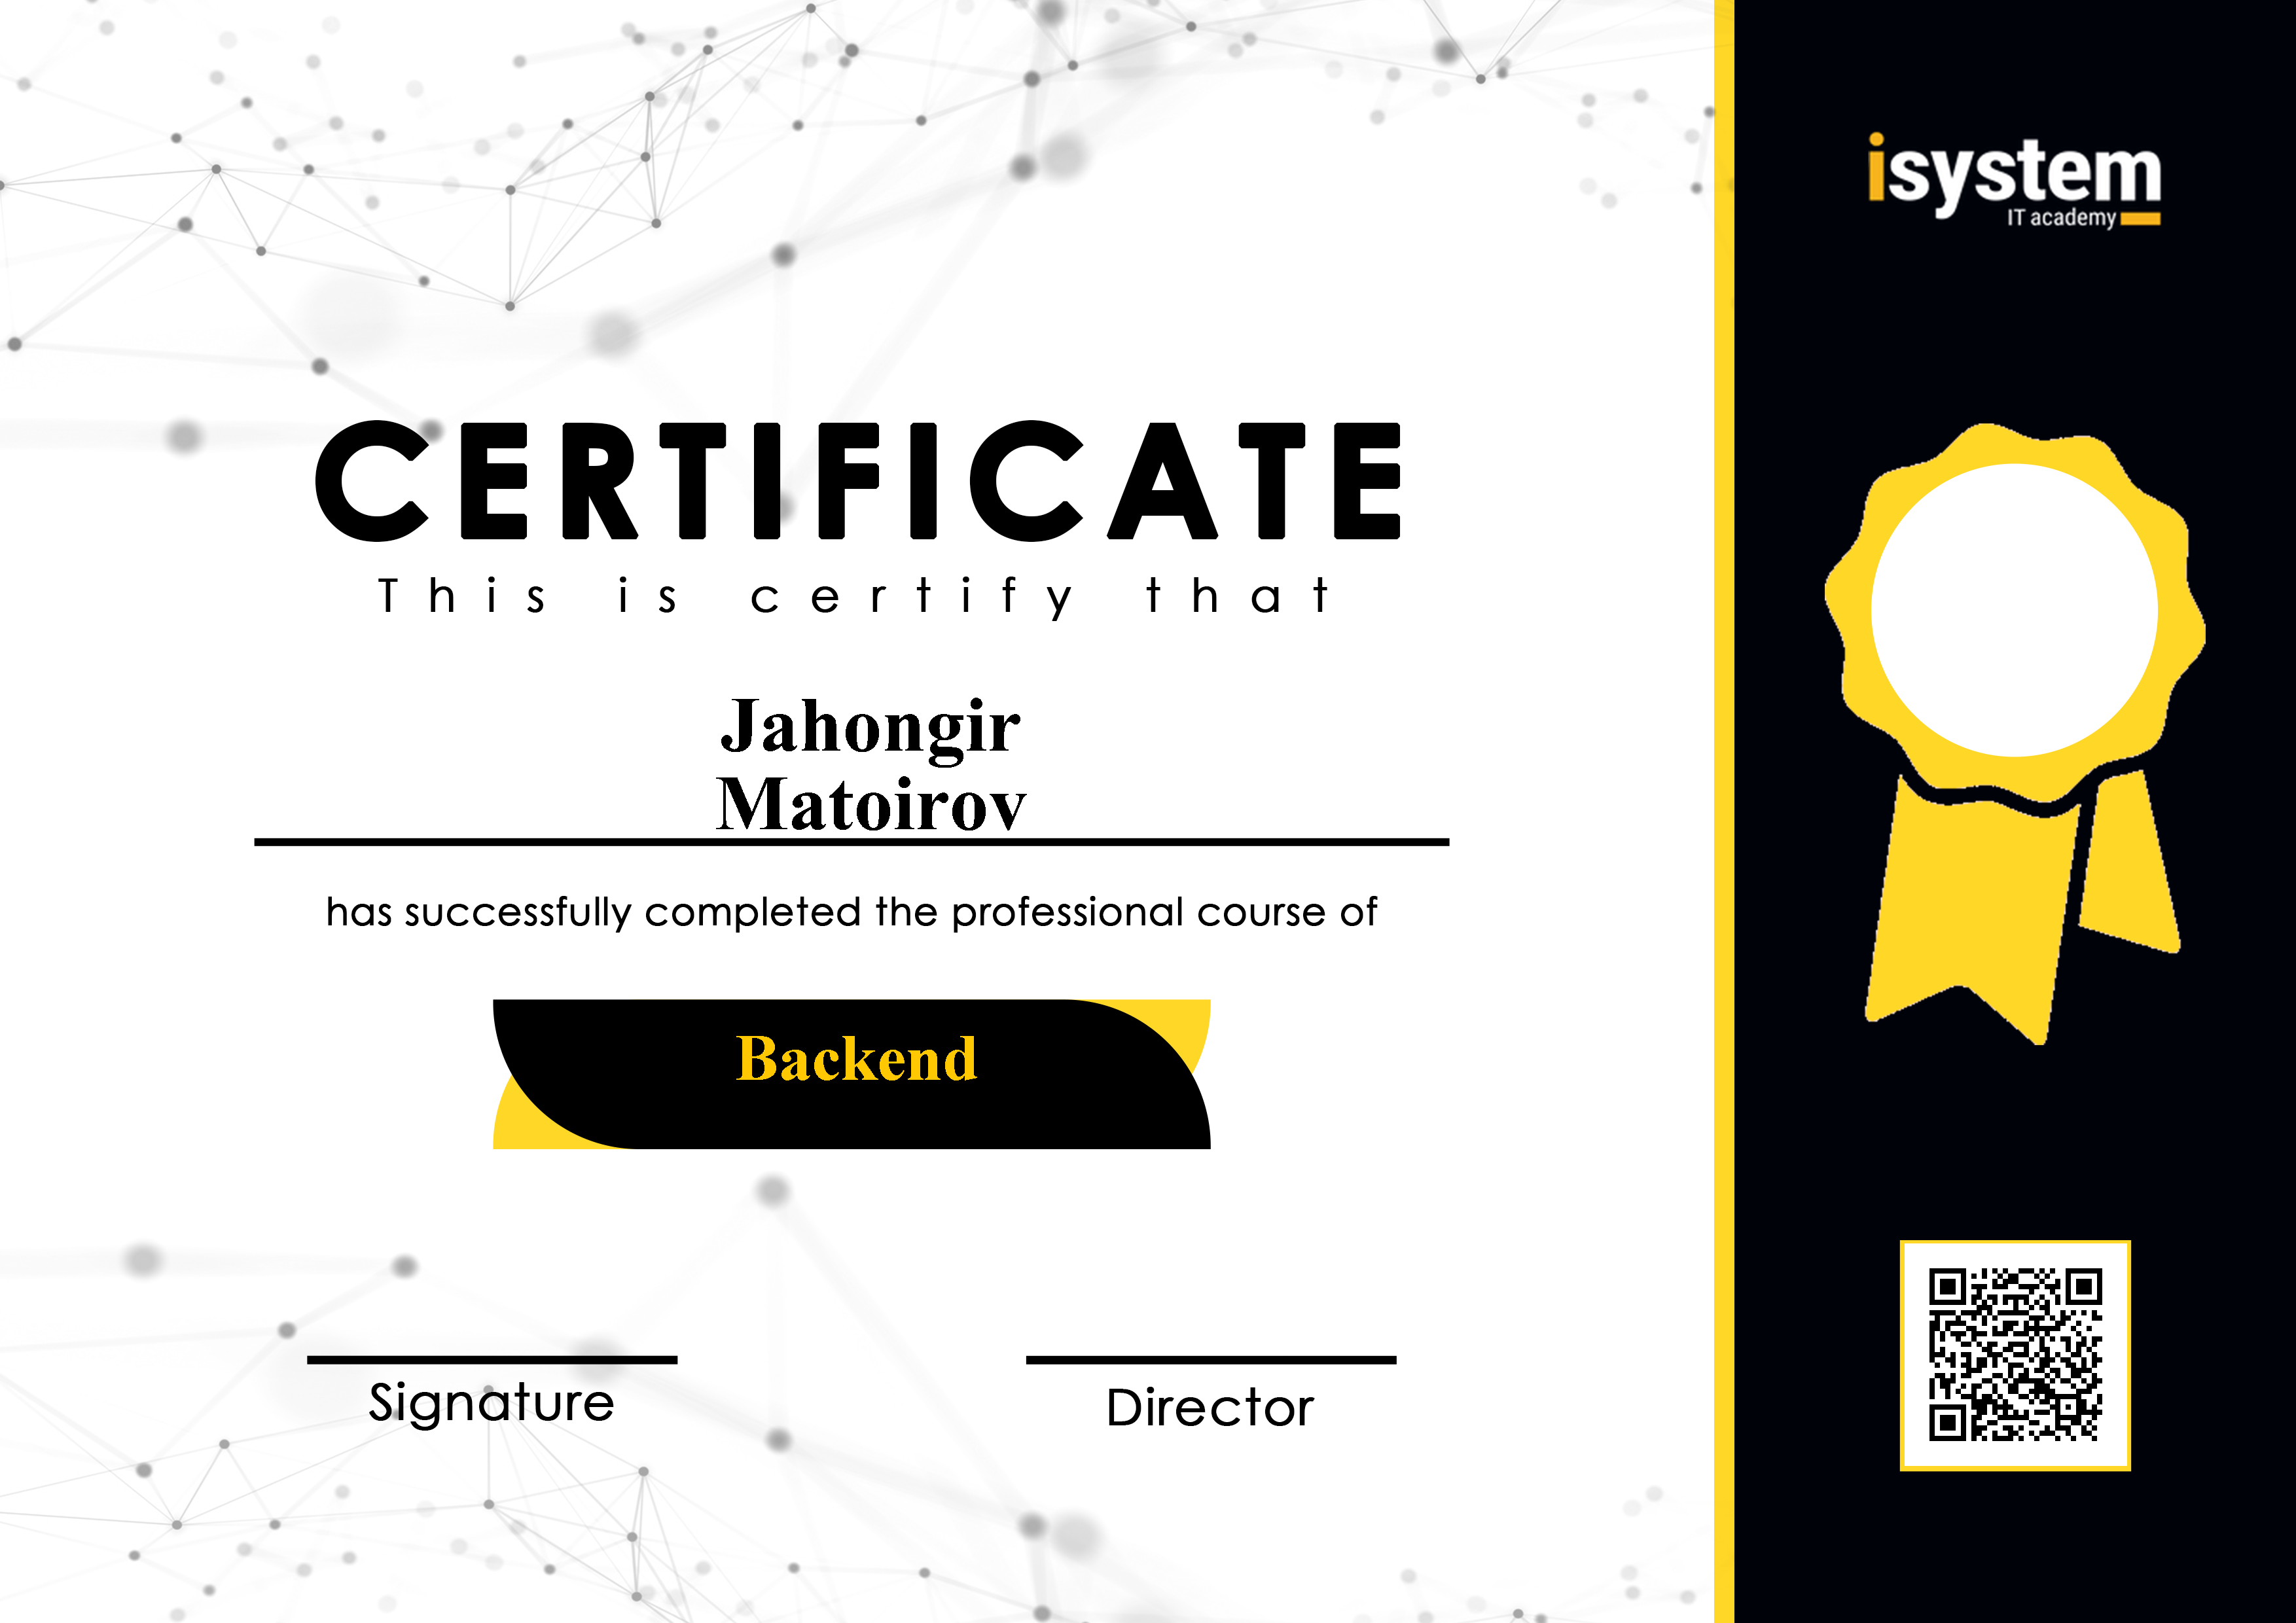 isystem
IT academy
CERTIFICATE
This is certify that
Jahongir
Matoirov
has successfully completed the professional course of
Backend
Signature
Director